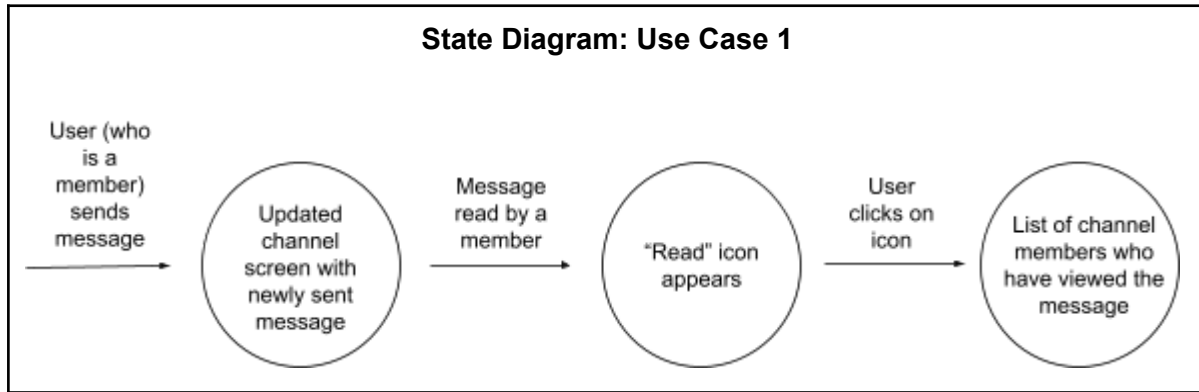 State Diagram: Use Case 1
User (who
is a
member)
sends
message
Updated
channel
screen with
newly sent
message
Message
read by a
member
“Read” icon
appears
User
clicks on
icon
List of channel
members who
have viewed the
message